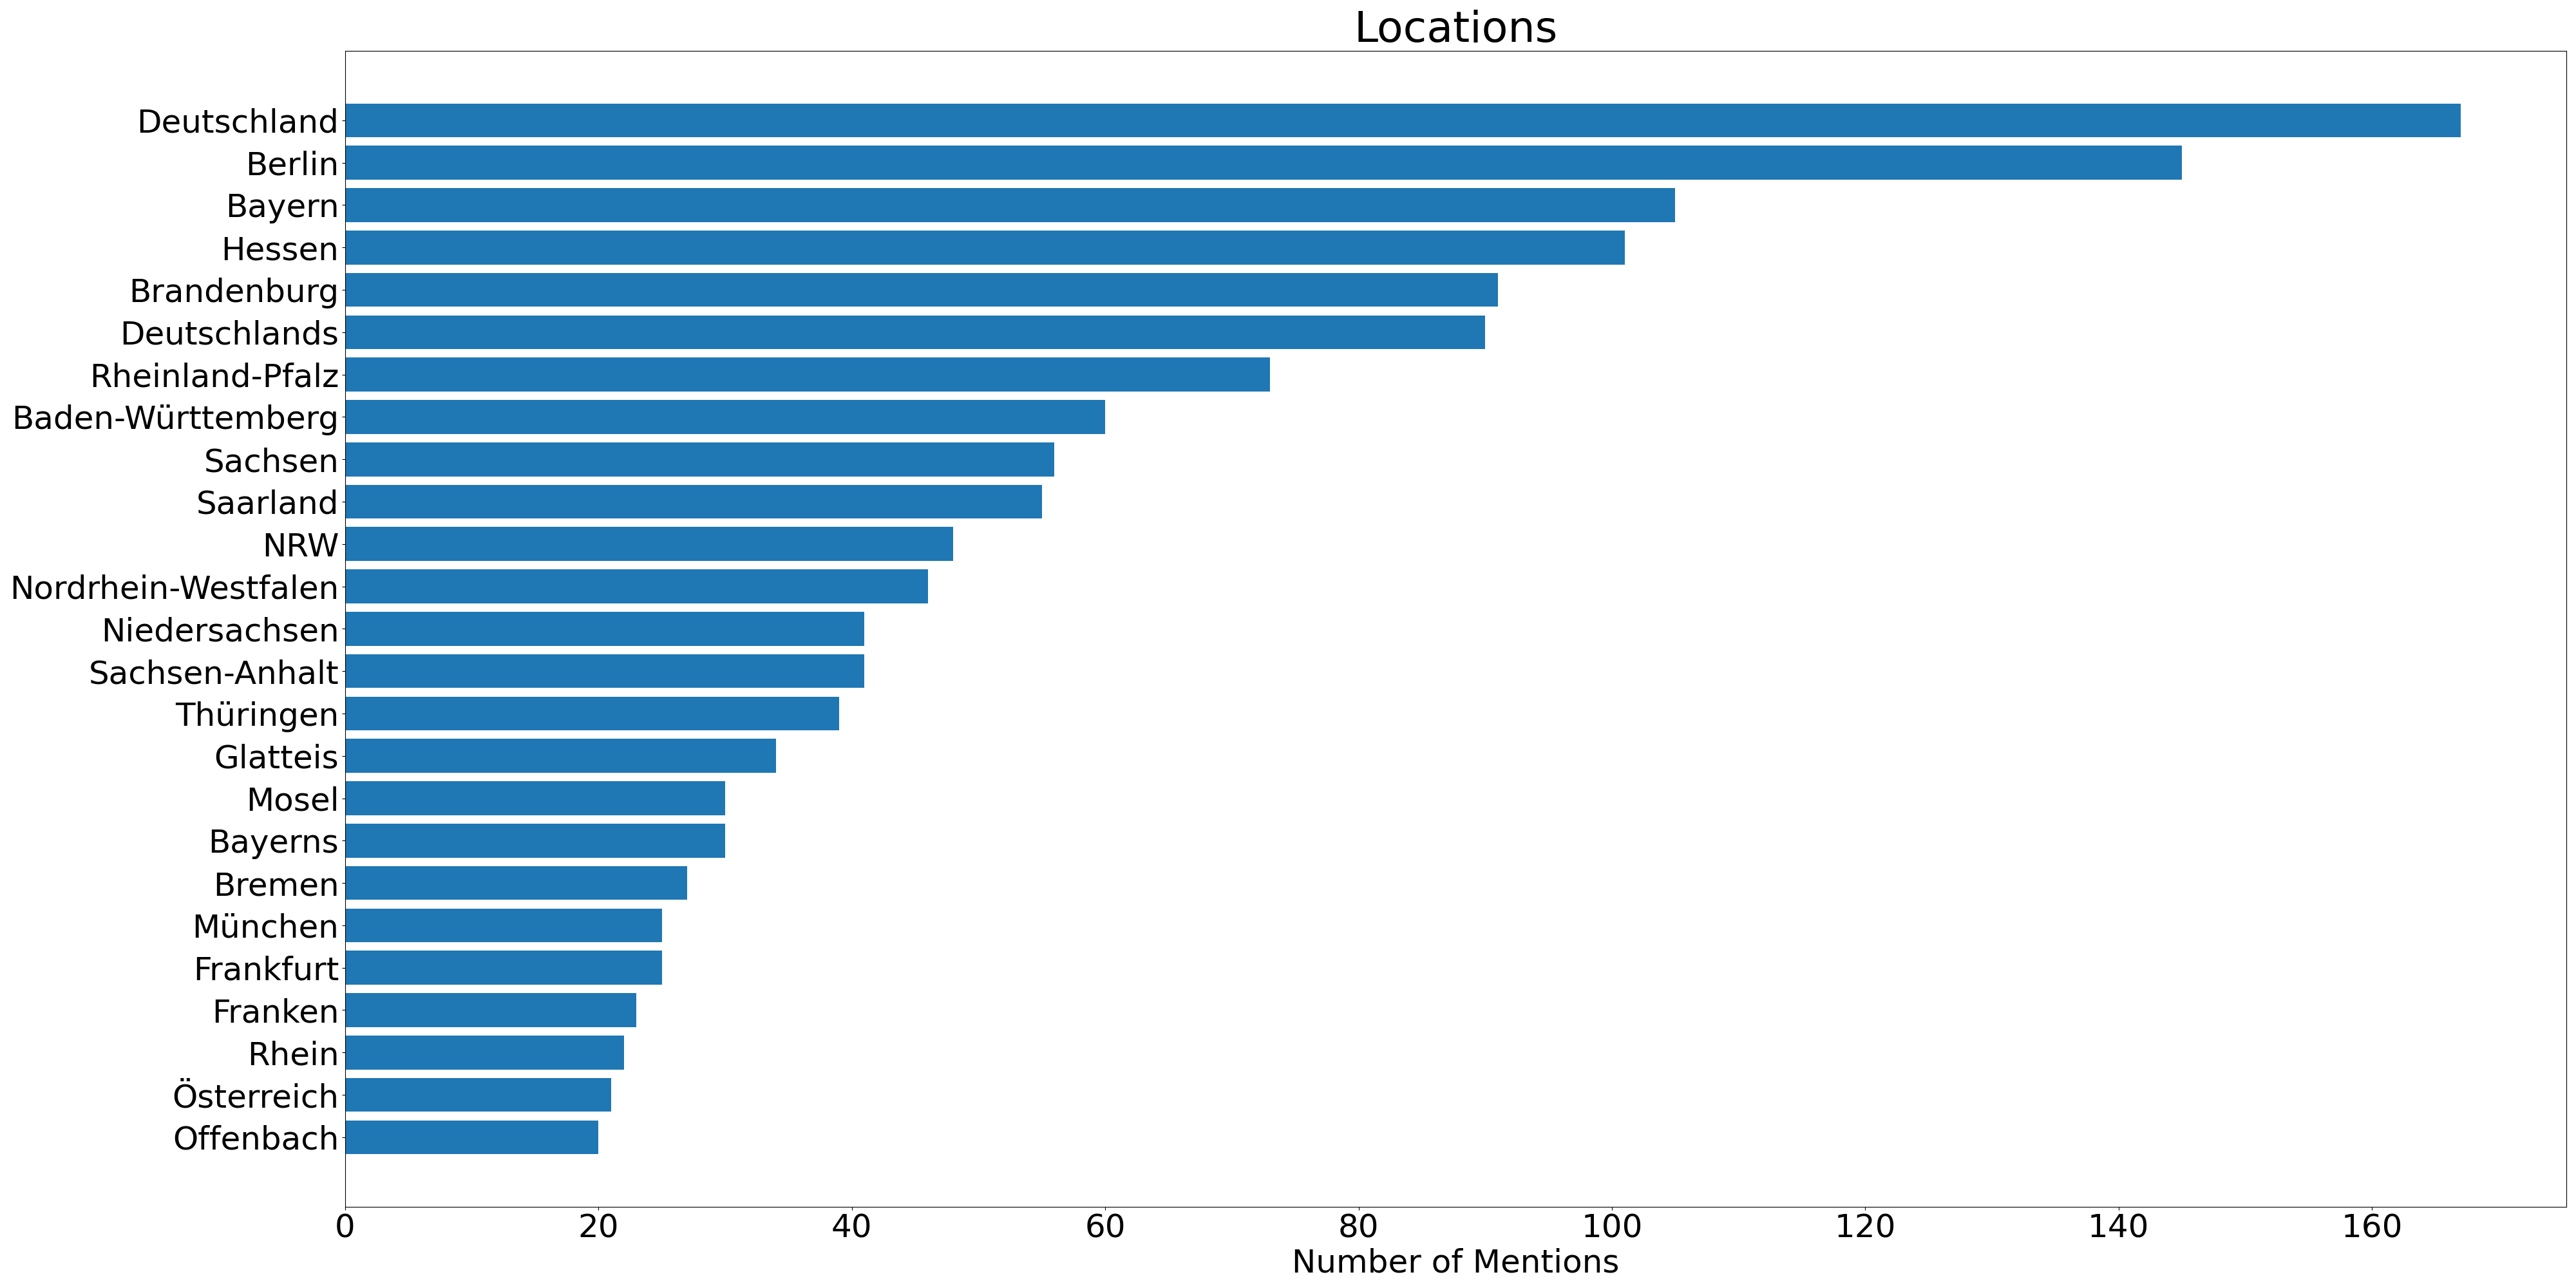 Locations
Deutschland
Berlin
Bayern
Hessen
Brandenburg
Deutschlands
Rheinland-Pfalz
Baden-Württemberg
Sachsen
Saarland
NRW
Nordrhein-Westfalen
Niedersachsen
Sachsen-Anhalt
Thüringen
Glatteis
Mosel
Bayerns
Bremen
München
Frankfurt
Franken
Rhein
Österreich
Offenbach
0 20 40 60 80 100 120 140 160
Number of Mentions